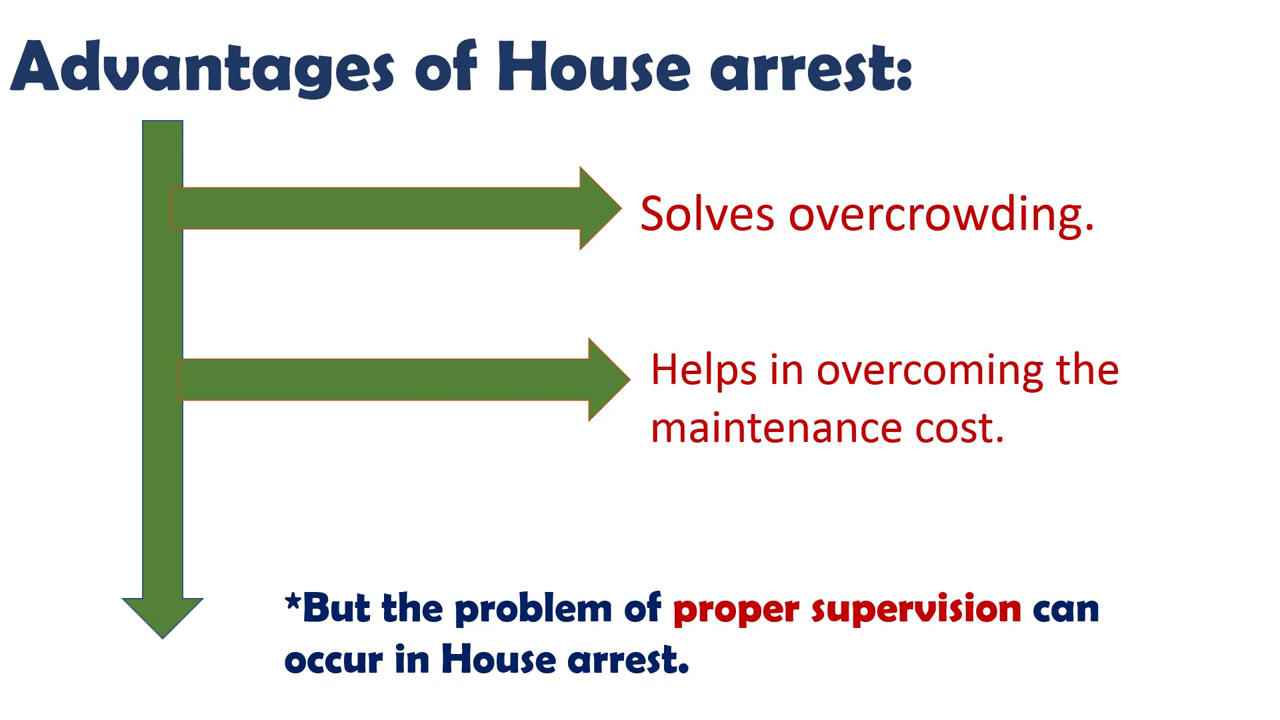 Advantages of House arrest:
Solves overcrowding.
Helps in overcoming the
maintenance cost.
*But the problem of proper supervision can
occur in House arrest.